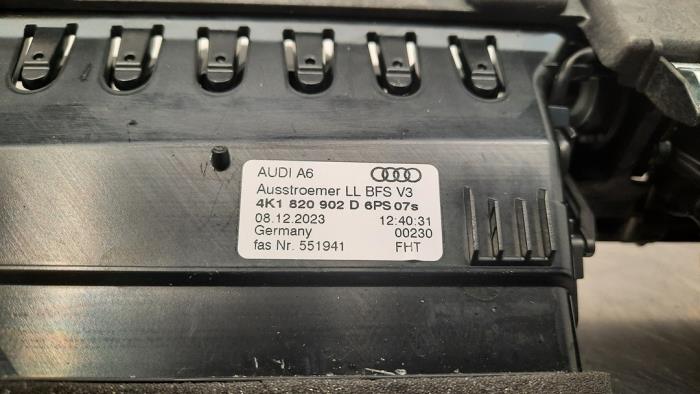 AUDI A6
Ausstroemer LL BFS V3
4K1 820 902 D 6PS 07s
08.12.2023 12:40:31
Germany 00230
fas Nr. 551941 FHT